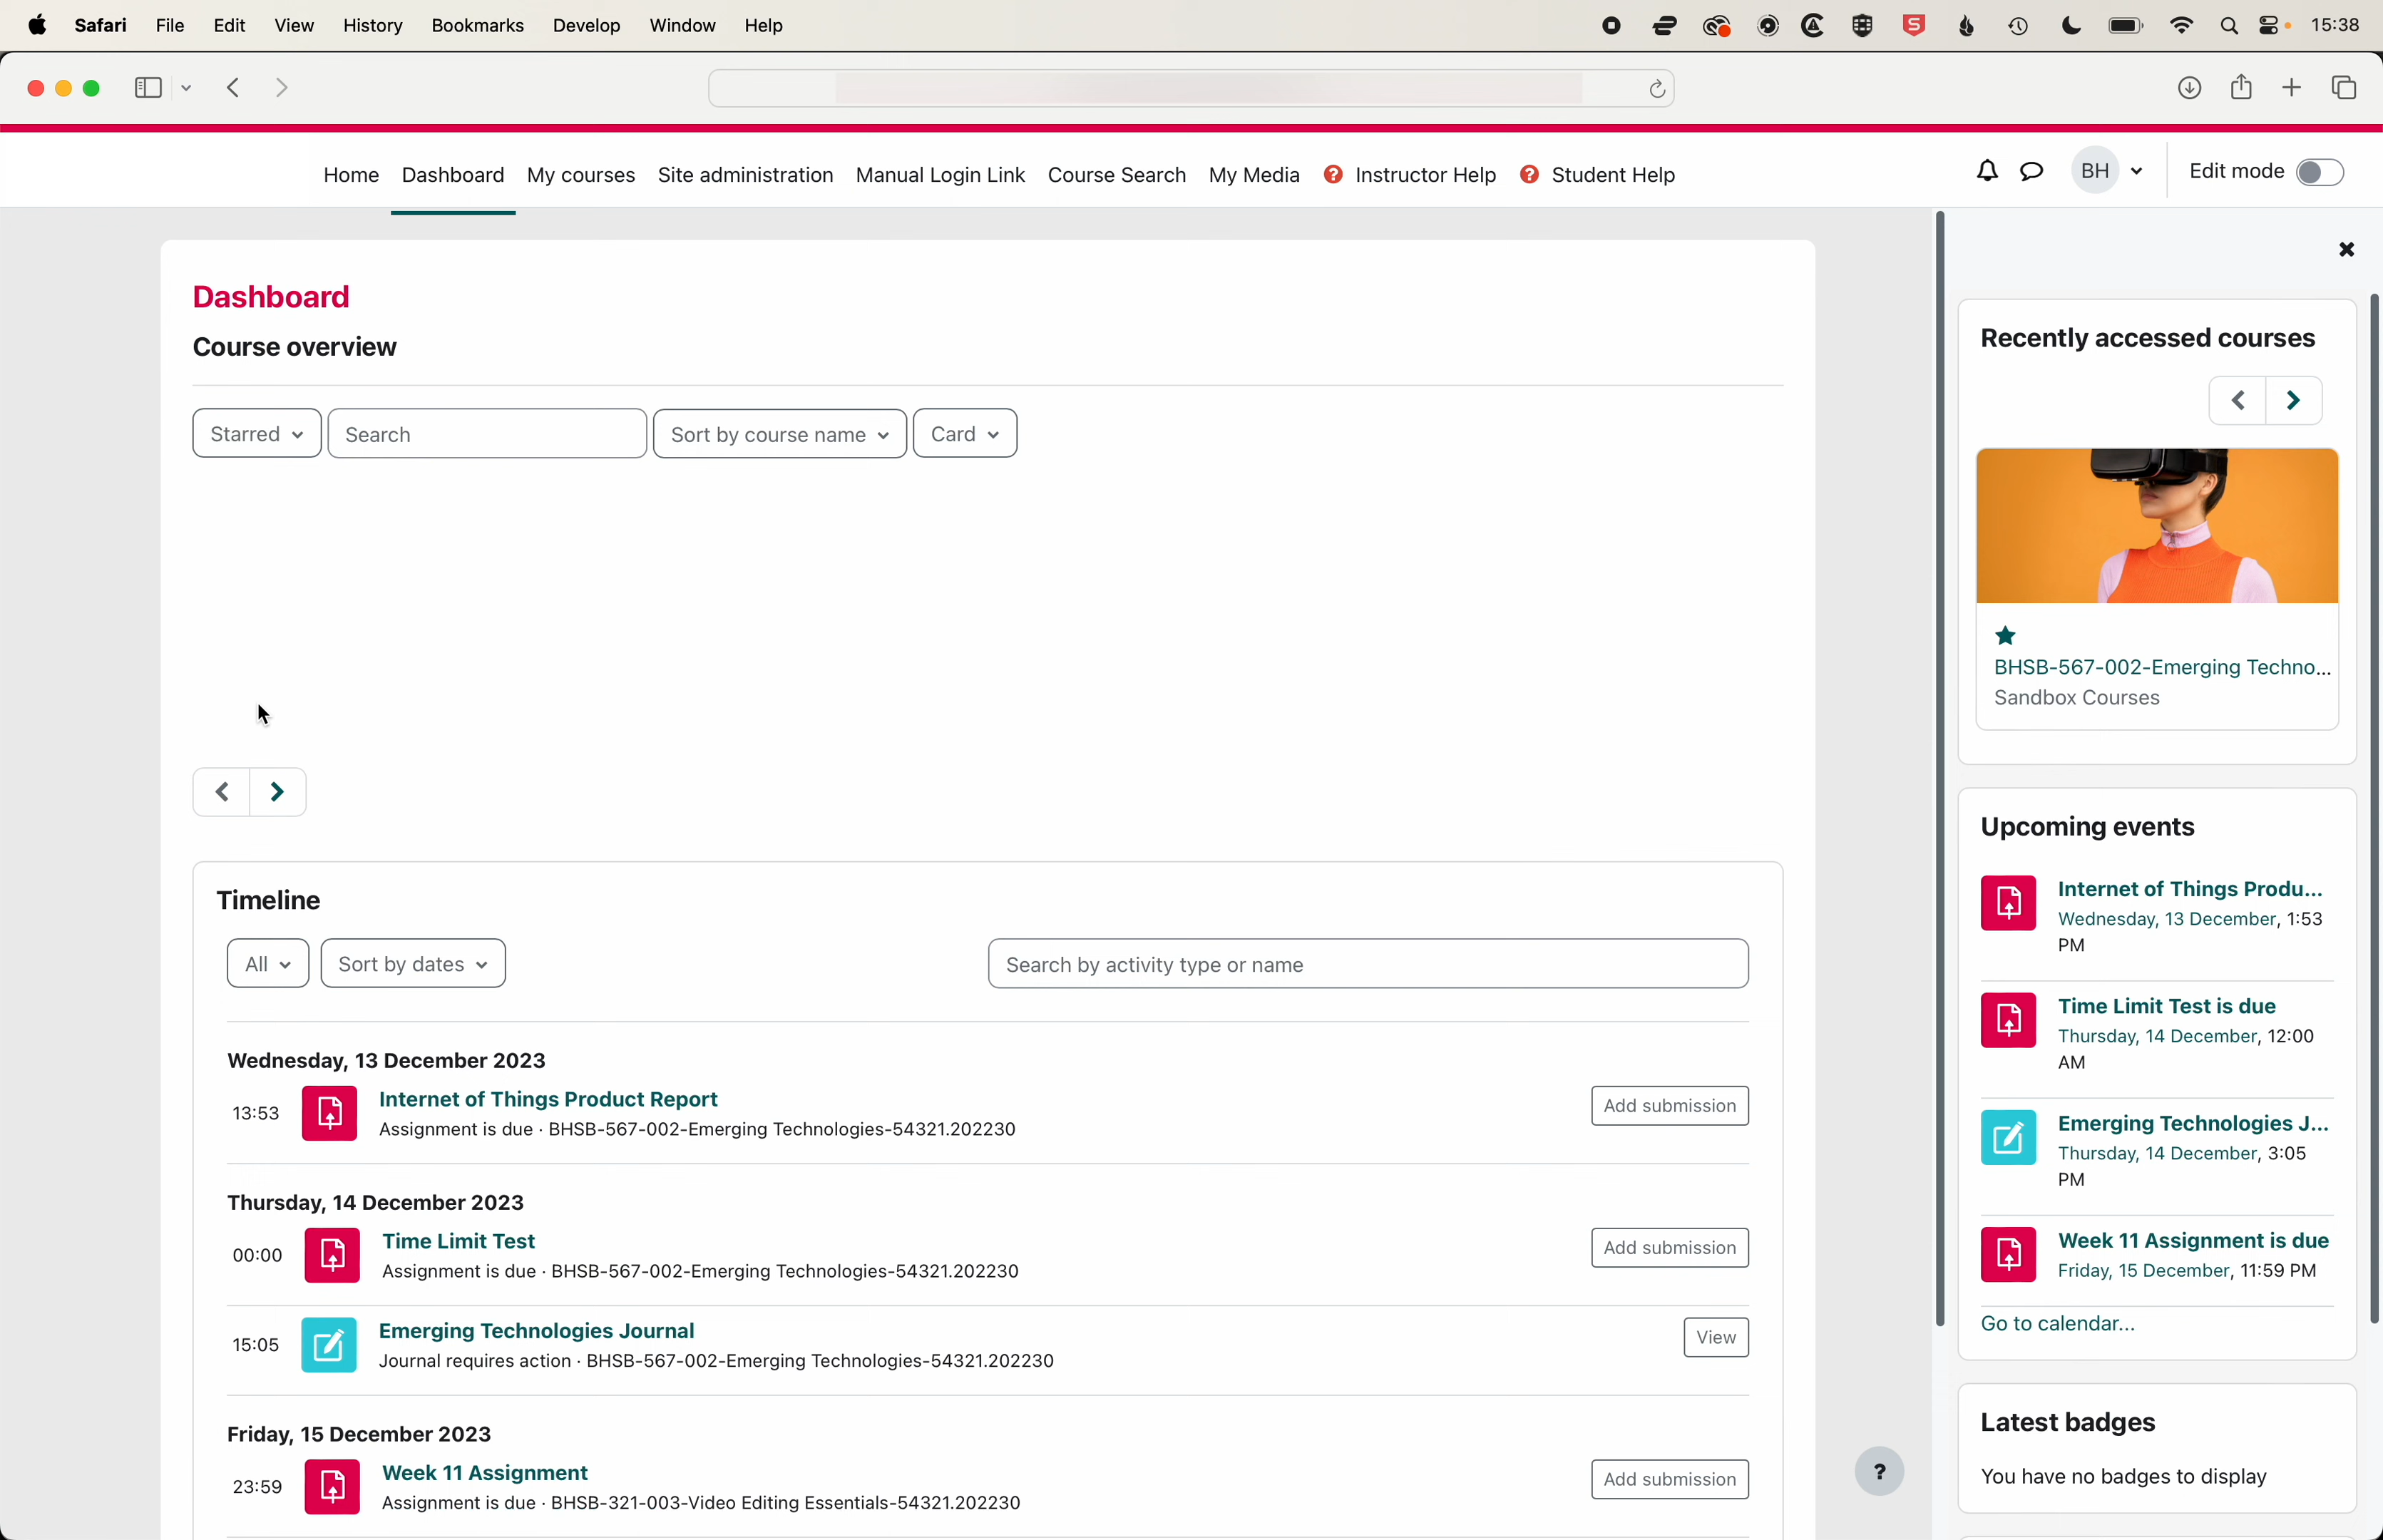 Safari File Edit View History Bookmarks Develop Window Help 15:38
Home Dashboard My courses Site administration Manual Login Link Course Search My Media ? Instructor Help ? Student Help BH Edit mode
Dashboard
Course overview
Starred Search Sort by course name Card
Timeline
All Sort by dates Search by activity type or name
Wednesday, 13 December 2023
13:53 Internet of Things Product Report Add submission
Assignment is due · BHSB-567-002-Emerging Technologies-54321.202230
Thursday, 14 December 2023
00:00 Time Limit Test Add submission
Assignment is due · BHSB-567-002-Emerging Technologies-54321.202230
15:05 Emerging Technologies Journal View
Journal requires action · BHSB-567-002-Emerging Technologies-54321.202230
Friday, 15 December 2023
23:59 Week 11 Assignment Add submission
Assignment is due · BHSB-321-003-Video Editing Essentials-54321.202230
?
Recently accessed courses
BHSB-567-002-Emerging Techno...
Sandbox Courses
Upcoming events
Internet of Things Produ...
Wednesday, 13 December, 1:53
PM
Time Limit Test is due
Thursday, 14 December, 12:00
AM
Emerging Technologies J...
Thursday, 14 December, 3:05
PM
Week 11 Assignment is due
Friday, 15 December, 11:59 PM
Go to calendar...
Latest badges
You have no badges to display